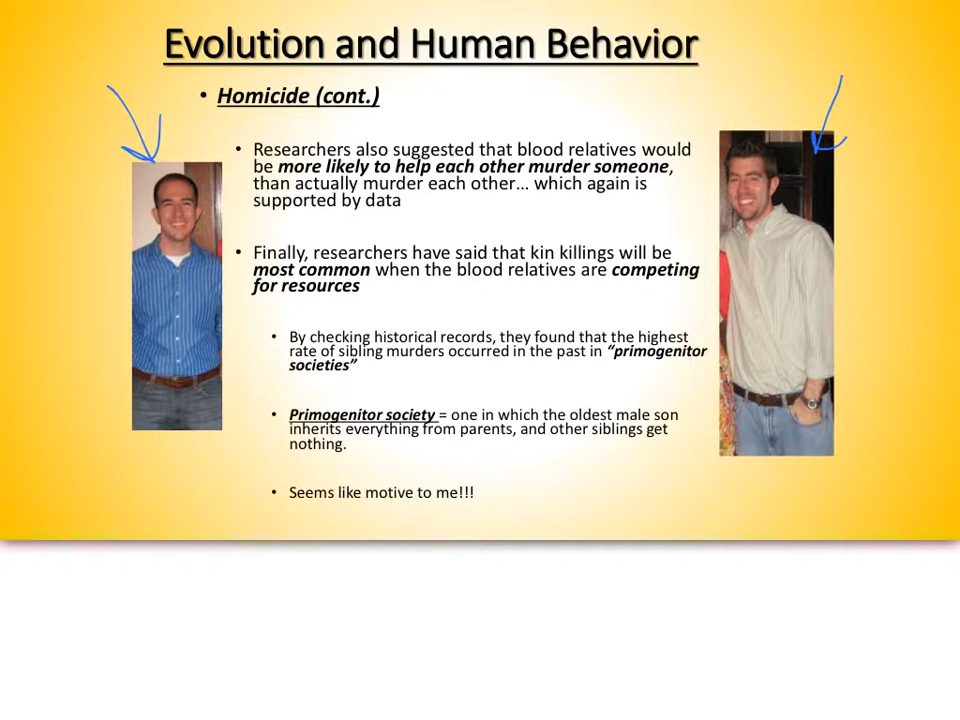 Evolution and Human Behavior
• Homicide (cont.)
• Researchers also suggested that blood relatives would
be more likely to help each other murder someone,
than actually murder each other… which again is
supported by data
• Finally, researchers have said that kin killings will be
most common when the blood relatives are competing
for resources
• By checking historical records, they found that the highest
rate of sibling murders occurred in the past in “primogenitor
societies”
• Primogenitor society = one in which the oldest male son
inherits everything from parents, and other siblings get
nothing.
• Seems like motive to me!!!